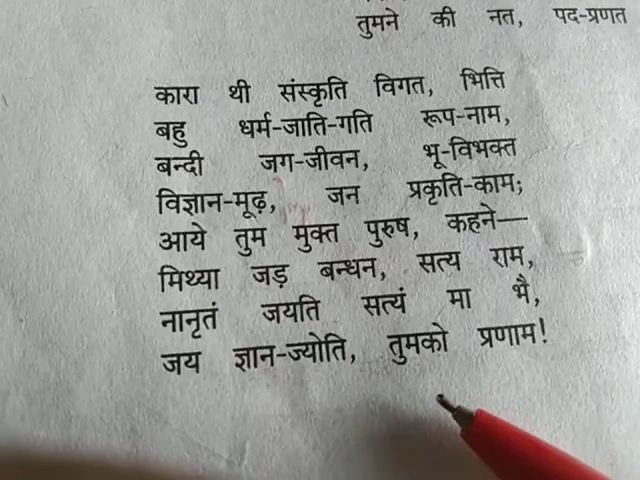 तुमने की नत, पद-प्रणत
कारा थी संस्कृति विगत, भित्ति
बहु धर्म-जाति-गति रूप-नाम,
बन्दी जग-जीवन, भू-विभक्त
विज्ञान-मूढ़, जन प्रकृति-काम;
आये तुम मुक्त पुरुष, कहने—
मिथ्या जड़ बन्धन, सत्य राम,
नानृतं जयति सत्यं मा भै,
जय ज्ञान-ज्योति, तुमको प्रणाम!